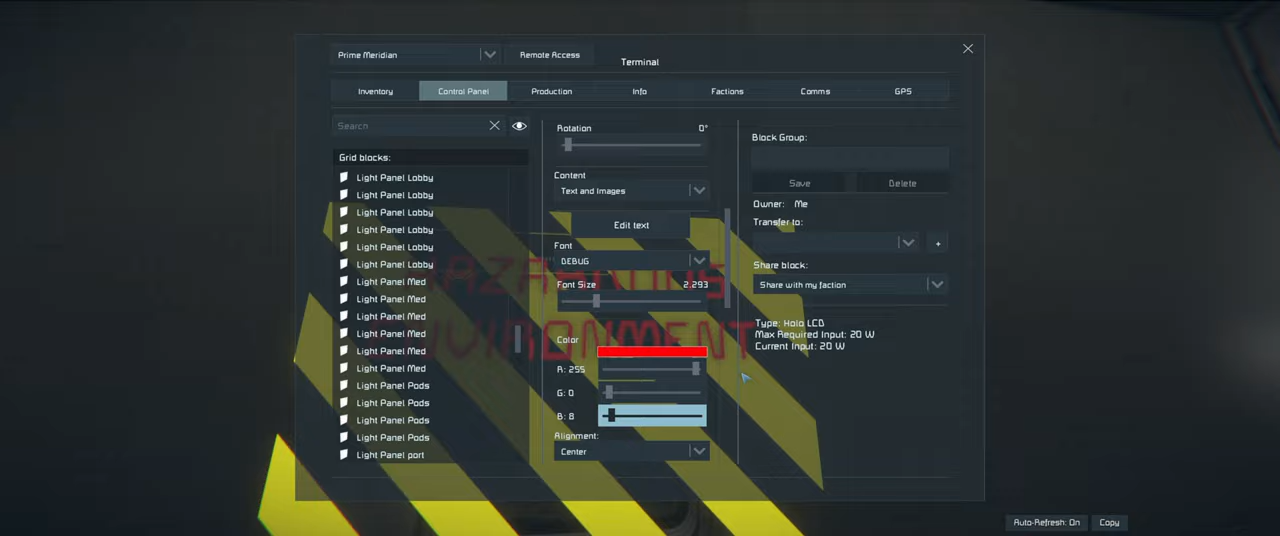 Prime Meridian
Remote Access
Terminal
Inventory
Control Panel
Production
Info
Factions
Comms
GPS
Search
Grid blocks:
Light Panel Lobby
Light Panel Lobby
Light Panel Lobby
Light Panel Lobby
Light Panel Lobby
Light Panel Lobby
Light Panel Med
Light Panel Med
Light Panel Med
Light Panel Med
Light Panel Med
Light Panel Med
Light Panel Pods
Light Panel Pods
Light Panel Pods
Light Panel Pods
Light Panel port
Rotation 0°
Content
Text and Images
Edit text
Font
DEBUG
Font Size 2.293
Color
R: 255
G: 0
B: 8
Alignment:
Center
Block Group:
Save
Delete
Owner: Me
Transfer to:
+
Share block:
Share with my faction
Type: Holo LCD
Max Required Input: 20 W
Current Input: 20 W
HAZARDOUS
ENVIRONMENT
Auto-Refresh: On
Copy